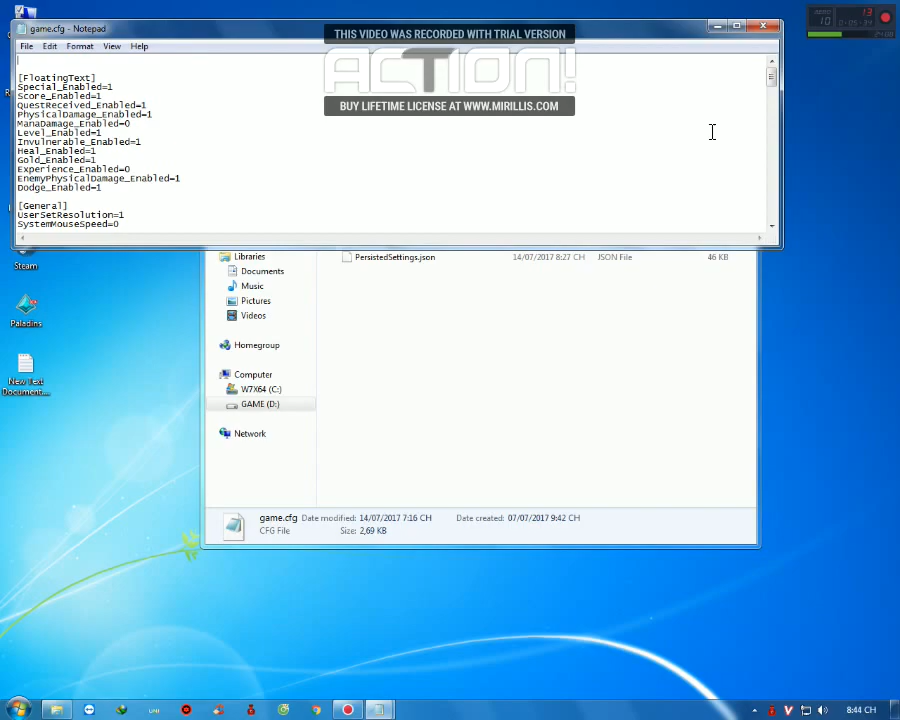 game.cfg - Notepad
File Edit Format View Help
THIS VIDEO WAS RECORDED WITH TRIAL VERSION
ACTION!
BUY LIFETIME LICENSE AT WWW.MIRILLIS.COM
[FloatingText]
Special_Enabled=1
Score_Enabled=1
QuestReceived_Enabled=1
PhysicalDamage_Enabled=1
ManaDamage_Enabled=0
Level_Enabled=1
Invulnerable_Enabled=1
Heal_Enabled=1
Gold_Enabled=1
Experience_Enabled=0
EnemyPhysicalDamage_Enabled=1
Dodge_Enabled=1
[General]
UserSetResolution=1
SystemMouseSpeed=0
13
10
Steam
Paladins
New Text
Document....
Libraries
Documents
Music
Pictures
Videos
Homegroup
Computer
W7X64 (C:)
GAME (D:)
Network
PersistedSettings.json 14/07/2017 8:27 CH JSON File 46 KB
game.cfg Date modified: 14/07/2017 7:16 CH Date created: 07/07/2017 9:42 CH
CFG File Size: 2,69 KB
8:44 CH